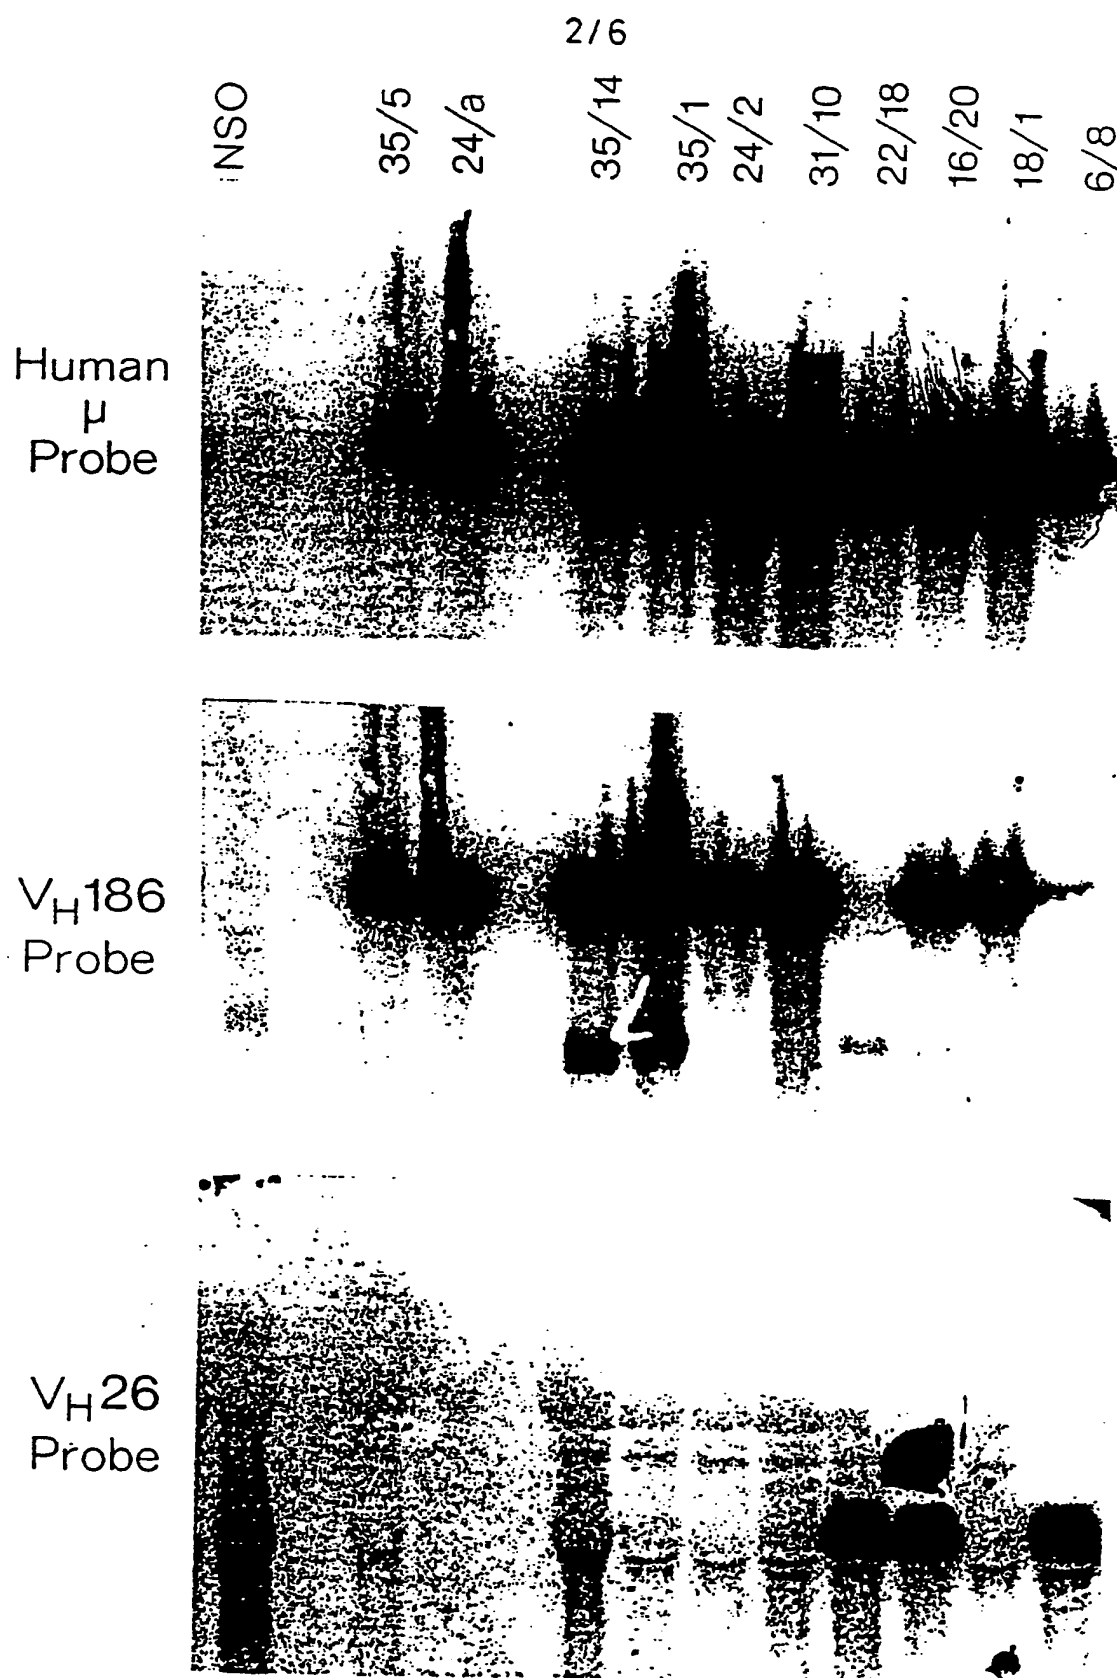 2/6
NSO
35/5
24/a
35/14
35/1
24/2
31/10
22/18
16/20
18/1
6/8
Human
μ
Probe
VH186
Probe
VH26
Probe